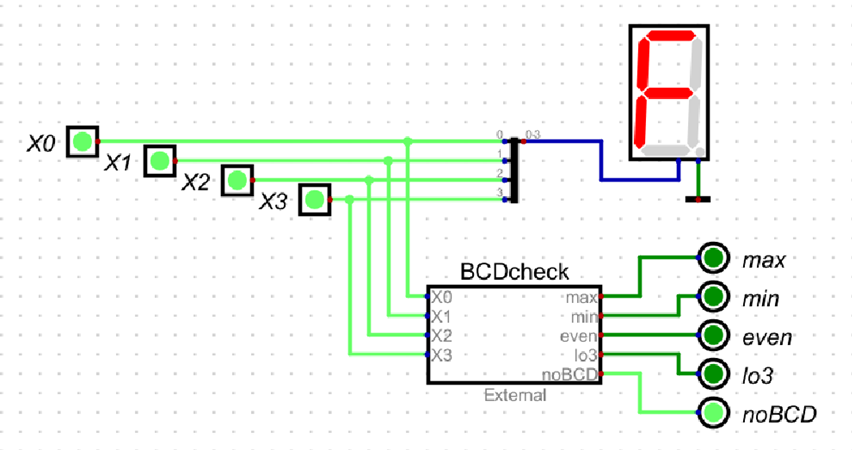 0
0-3
X0
1
X1
2
X2
3
X3
BCDcheck
max
X0
max
X1
min
min
X2
even
even
X3
lo3
lo3
noBCD
External
noBCD